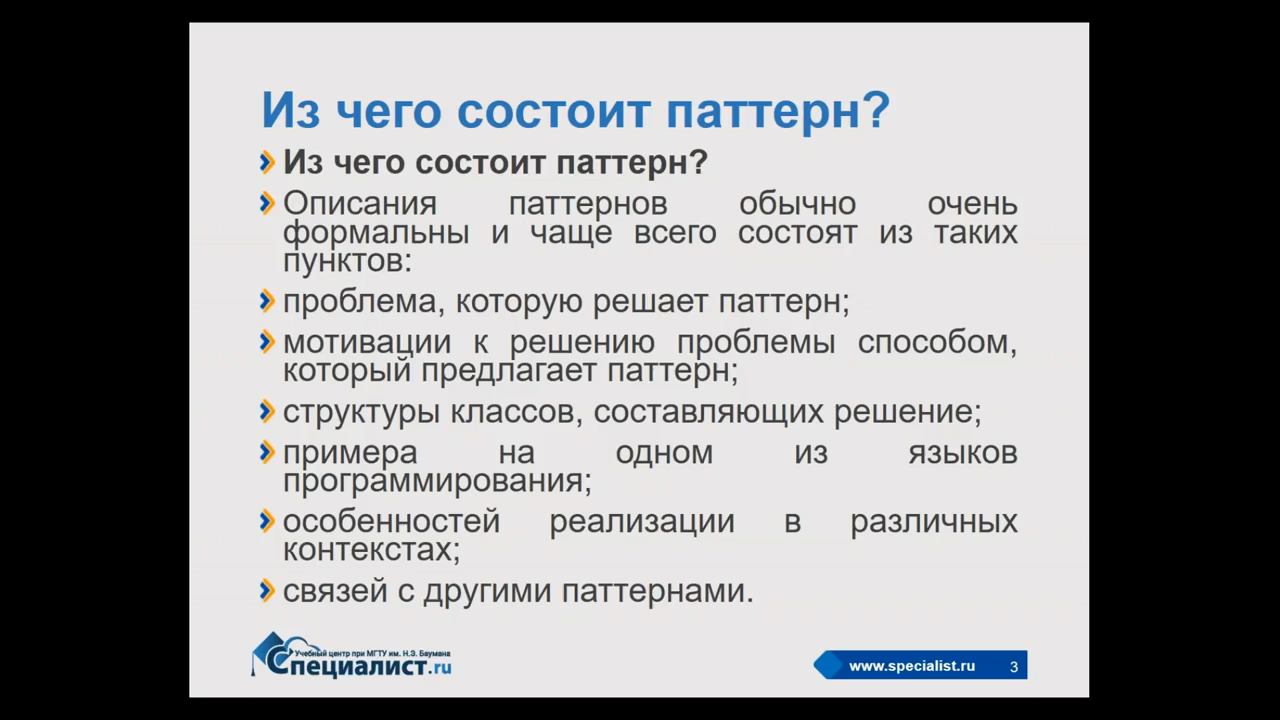 Из чего состоит паттерн?
Из чего состоит паттерн?
Описания паттернов обычно очень
формальны и чаще всего состоят из таких
пунктов:
проблема, которую решает паттерн;
мотивации к решению проблемы способом,
который предлагает паттерн;
структуры классов, составляющих решение;
примера на одном из языков
программирования;
особенностей реализации в различных
контекстах;
связей с другими паттернами.
Учебный центр при МГТУ им. Н.Э. Баумана
Специалист.ru
www.specialist.ru 3